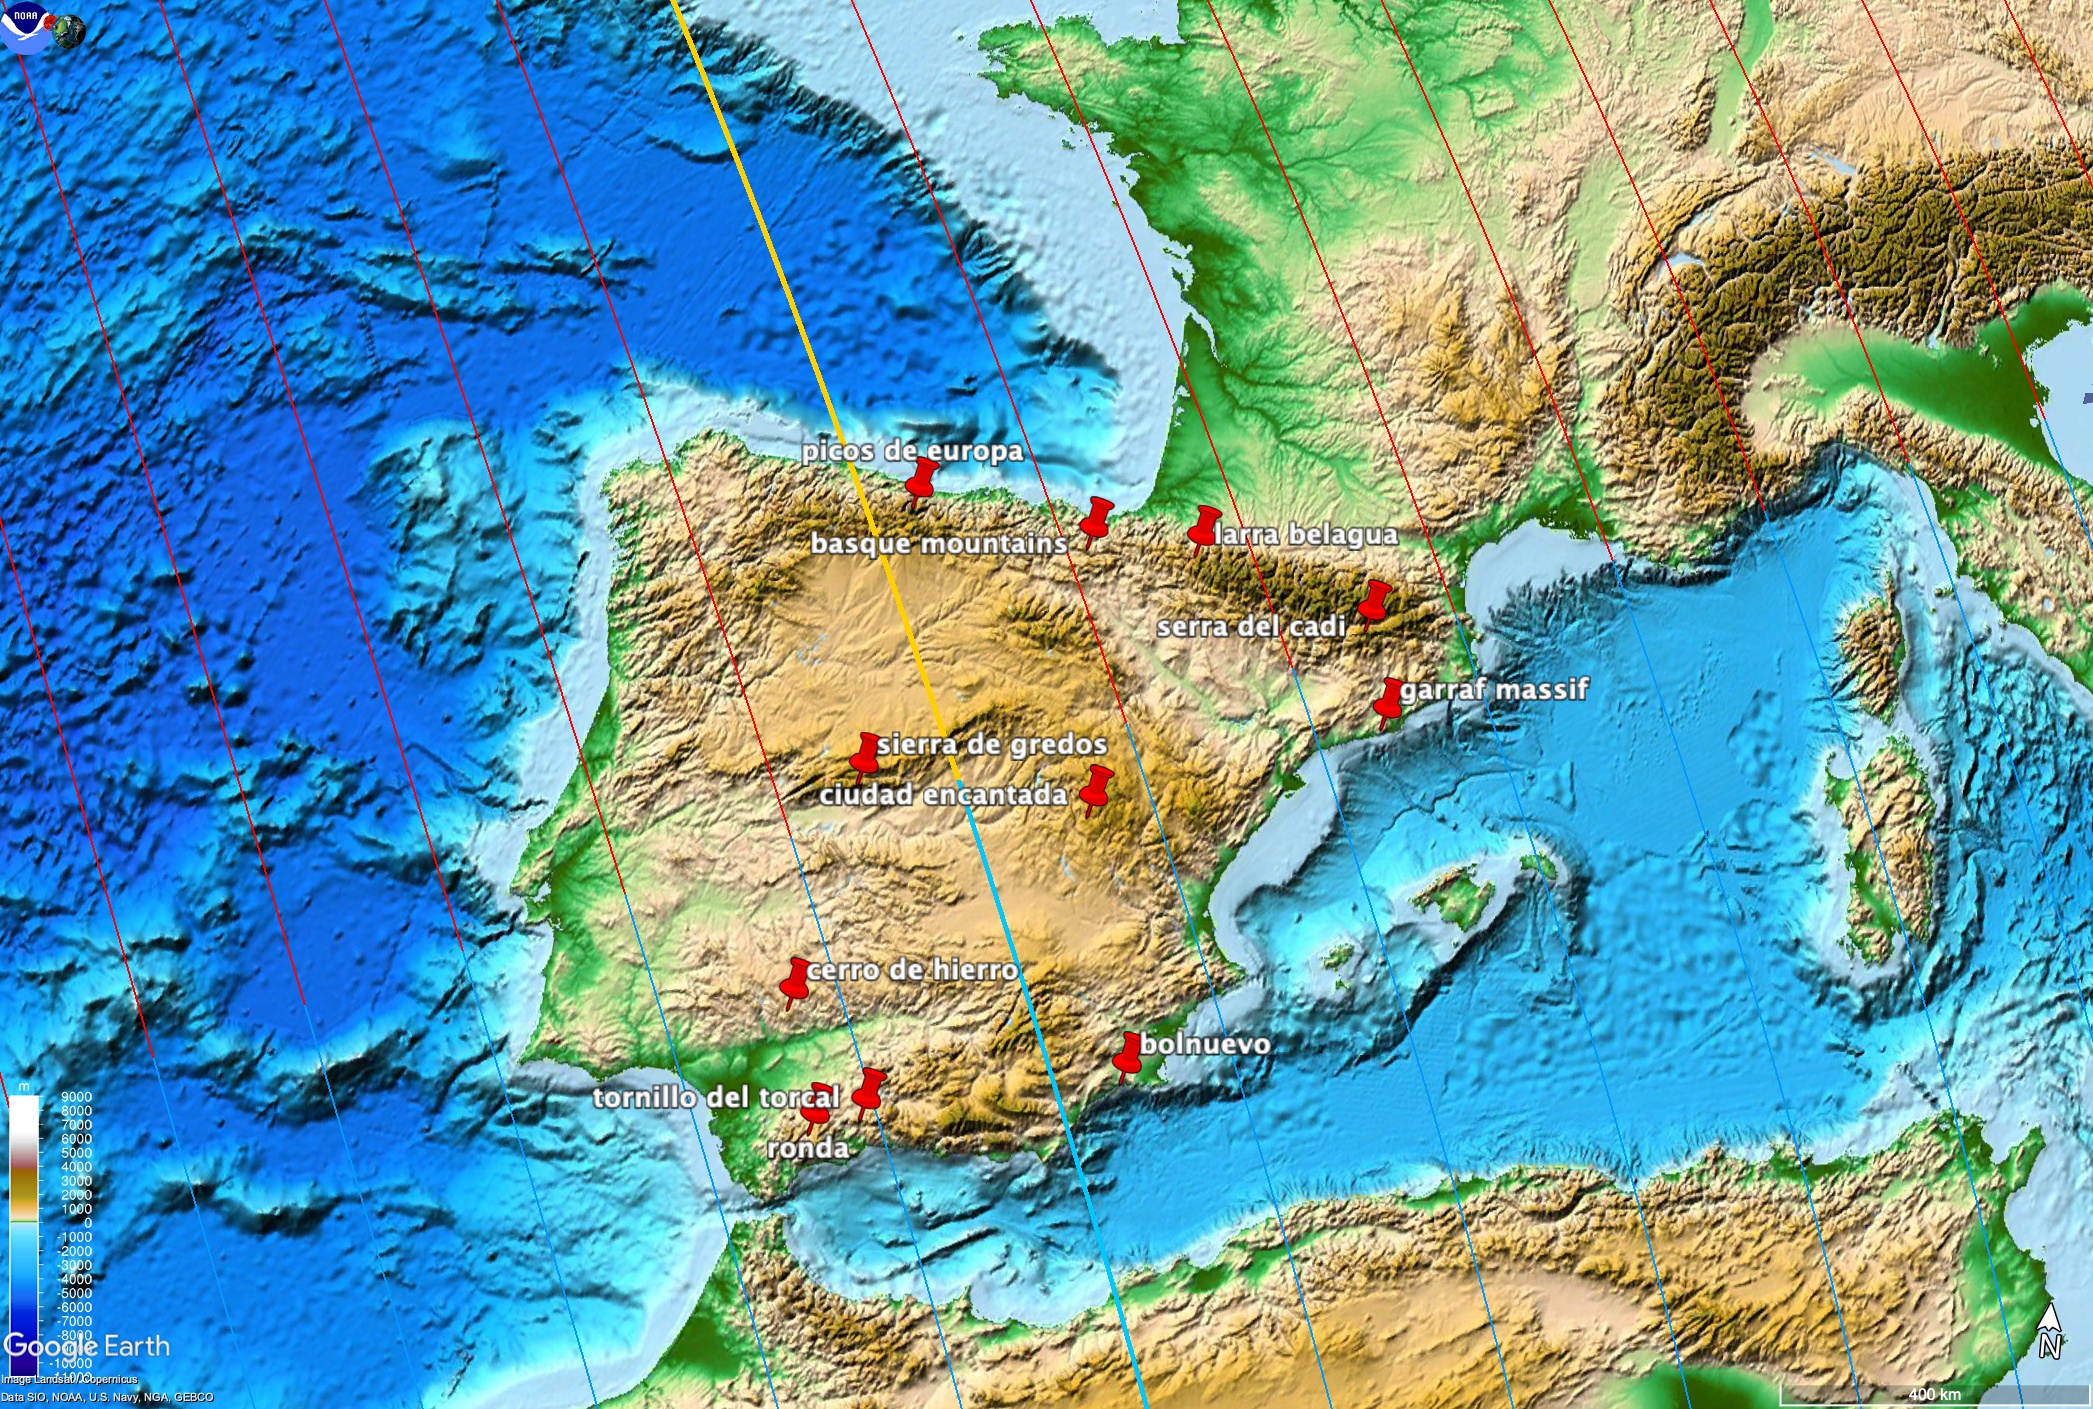 NOAA
picos de europa
basque mountains
larra belagua
serra del cadi
garraf massif
sierra de gredos
ciudad encantada
cerro de hierro
bolnuevo
tornillo del torcal
ronda
m
9000
8000
7000
6000
5000
4000
3000
2000
1000
0
-1000
-2000
-3000
-4000
-5000
-6000
-7000
-8000
-9000
-10000
-11000
Google Earth
Image Landsat / Copernicus
Data SIO, NOAA, U.S. Navy, NGA, GEBCO
N
400 km